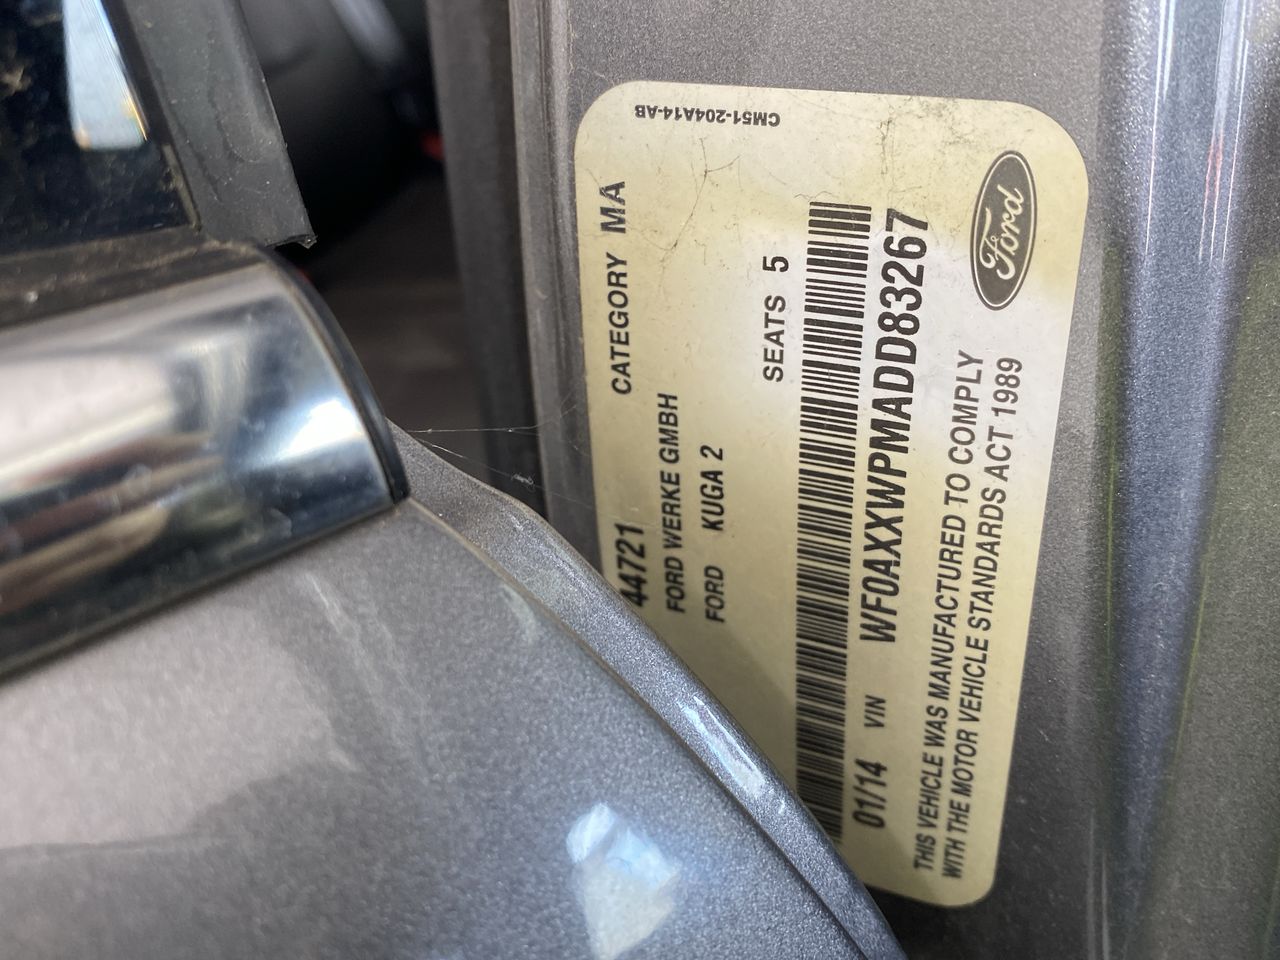 CM51-204A14-AB
44721 CATEGORY MA
FORD WERKE GMBH
FORD KUGA 2
SEATS 5
01/14 VIN WF0AXXWPMADD83267
THIS VEHICLE WAS MANUFACTURED TO COMPLY
WITH THE MOTOR VEHICLE STANDARDS ACT 1989
Ford